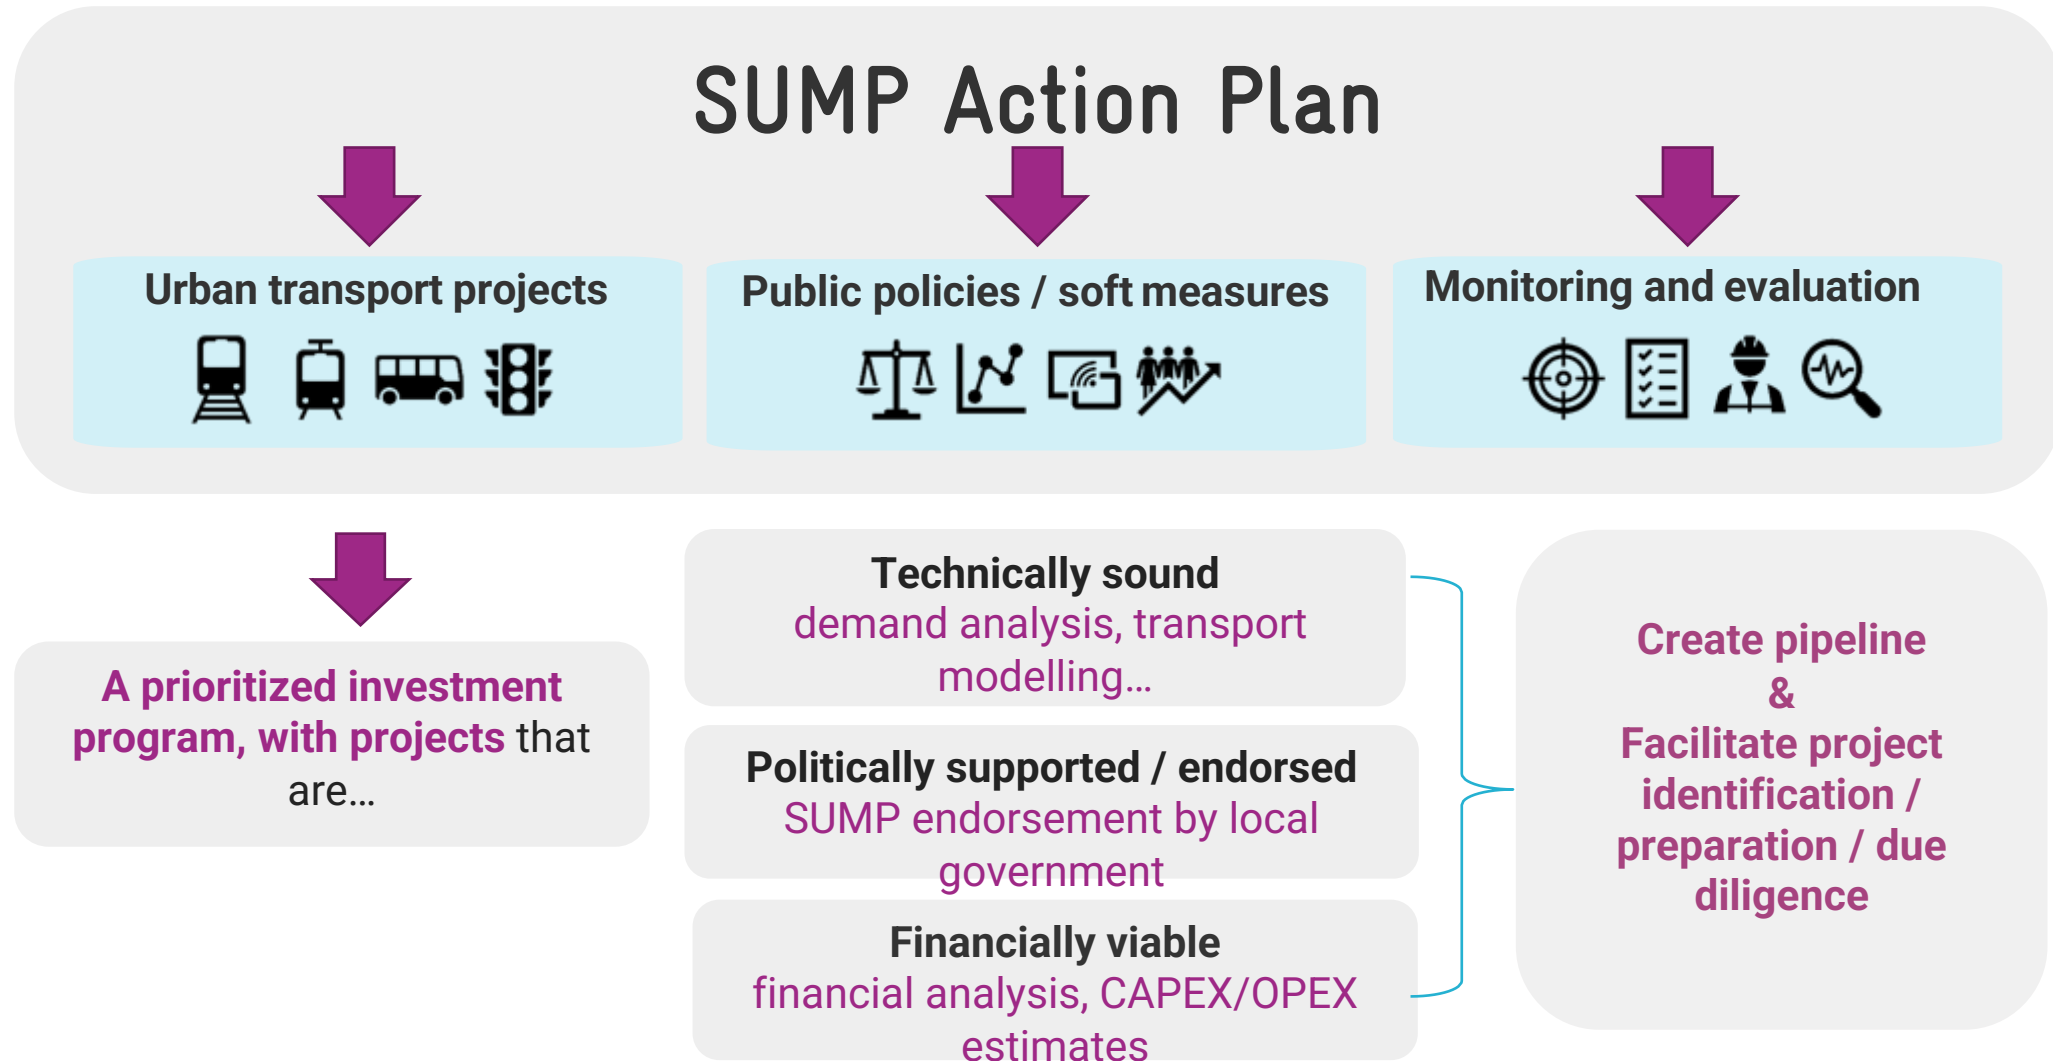 SUMP Action Plan
Urban transport projects
Public policies / soft measures
Monitoring and evaluation
A prioritized investment
program, with projects that
are…
Technically sound
demand analysis, transport
modelling…
Politically supported / endorsed
SUMP endorsement by local
government
Financially viable
financial analysis, CAPEX/OPEX
estimates
Create pipeline
&
Facilitate project
identification /
preparation / due
diligence